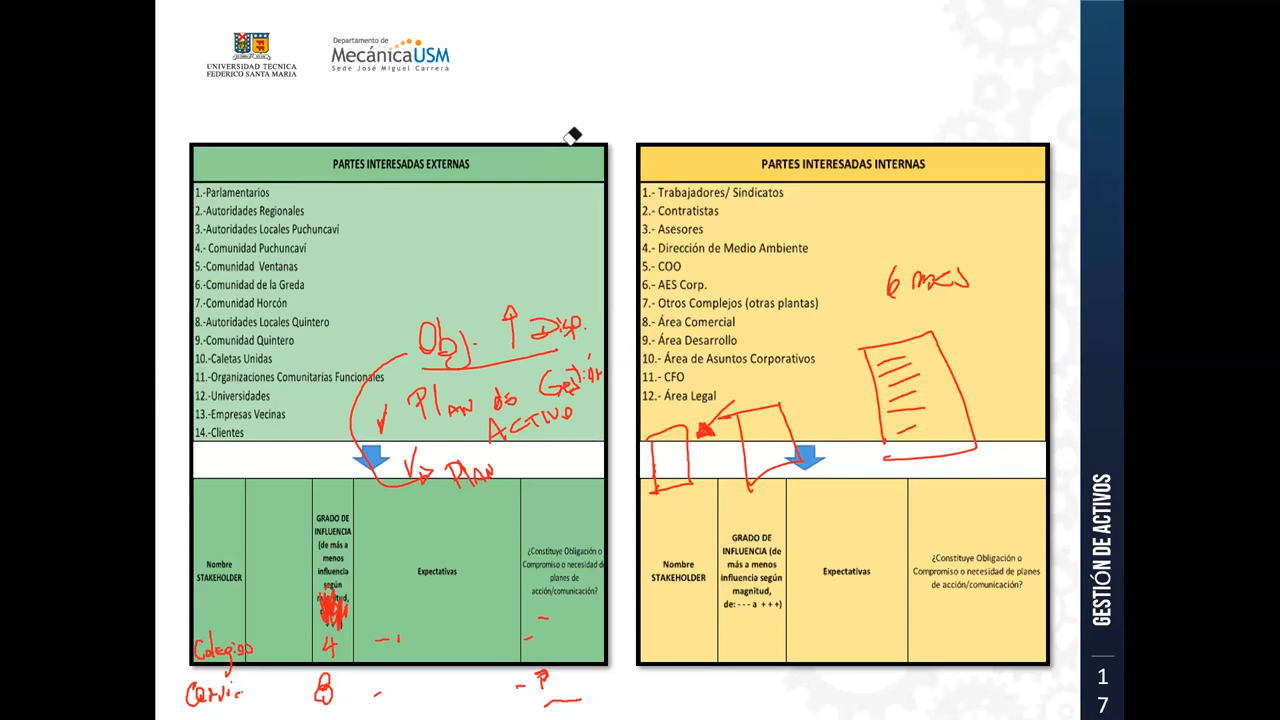 UNIVERSIDAD TECNICA
FEDERICO SANTA MARIA
Departamento de
MecánicaUSM
Sede José Miguel Carrera
PARTES INTERESADAS EXTERNAS
1.-Parlamentarios
2.-Autoridades Regionales
3.-Autoridades Locales Puchuncaví
4.- Comunidad Puchuncaví
5.-Comunidad Ventanas
6.-Comunidad de la Greda
7.-Comunidad Horcón
8.-Autoridades Locales Quintero
9.-Comunidad Quintero
10.-Caletas Unidas
11.-Organizaciones Comunitarias Funcionales
12.-Universidades
13.-Empresas Vecinas
14.-Clientes
Obj. ↑ Disp.
PLAN de Gestión
ACTIVO
PLAN
Nombre
STAKEHOLDER
GRADO DE
INFLUENCIA
(de más a
menos
influencia
según
Expectativas
¿Constituye Obligación o
Compromiso o necesidad de
planes de
acción/comunicación?
Colegios
4
8
PARTES INTERESADAS INTERNAS
1.- Trabajadores/ Sindicatos
2.- Contratistas
3.- Asesores
4.- Dirección de Medio Ambiente
5.- COO
6.- AES Corp.
7.- Otros Complejos (otras plantas)
8.- Área Comercial
9.- Área Desarrollo
10.- Área de Asuntos Corporativos
11.- CFO
12.- Área Legal
6
Nombre
STAKEHOLDER
GRADO DE
INFLUENCIA (de
más a menos
influencia según
magnitud,
de: - - - a + + +)
Expectativas
¿Constituye Obligación o
Compromiso o necesidad de planes
de acción/comunicación?
GESTIÓN DE ACTIVOS
1
7